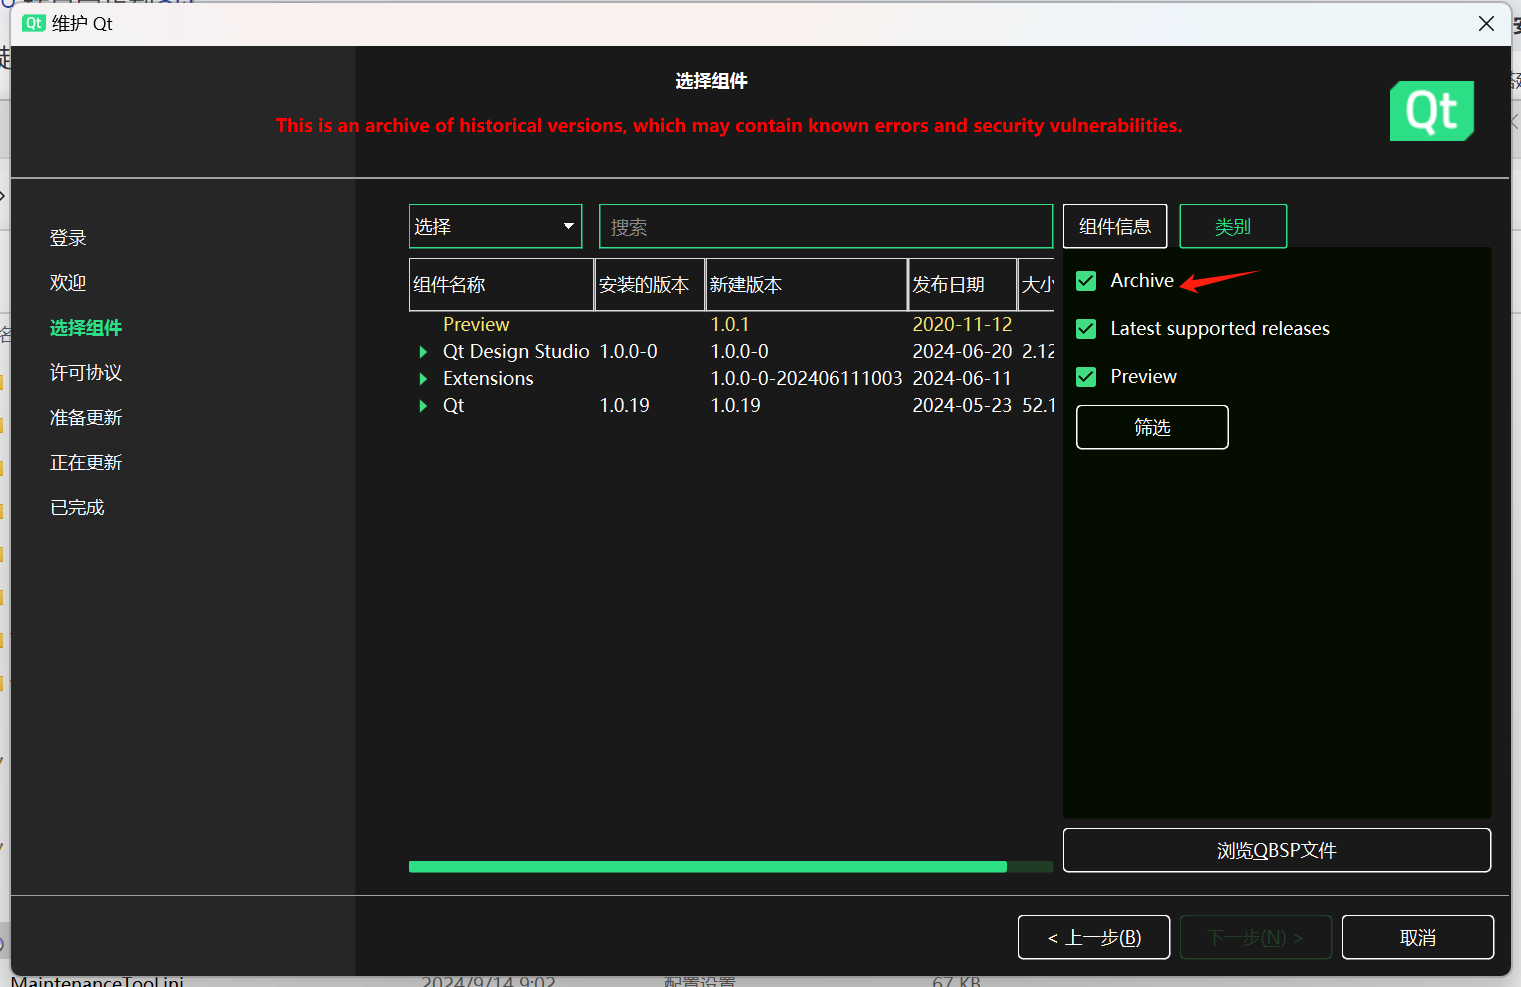 维护 Qt
选择组件
This is an archive of historical versions, which may contain known errors and security vulnerabilities.
Qt
登录
欢迎
选择组件
许可协议
准备更新
正在更新
已完成
选择 搜索 组件信息 类别
组件名称 安装的版本 新建版本 发布日期 大小
Preview 1.0.1 2020-11-12
Qt Design Studio 1.0.0-0 1.0.0-0 2024-06-20 2.12
Extensions 1.0.0-0-202406111003 2024-06-11
Qt 1.0.19 1.0.19 2024-05-23 52.1
Archive
Latest supported releases
Preview
筛选
浏览QBSP文件
< 上一步(B) 下一步(N) > 取消
MaintenanceTool.ini 2024/9/14 9:02 配置设置 67 KB